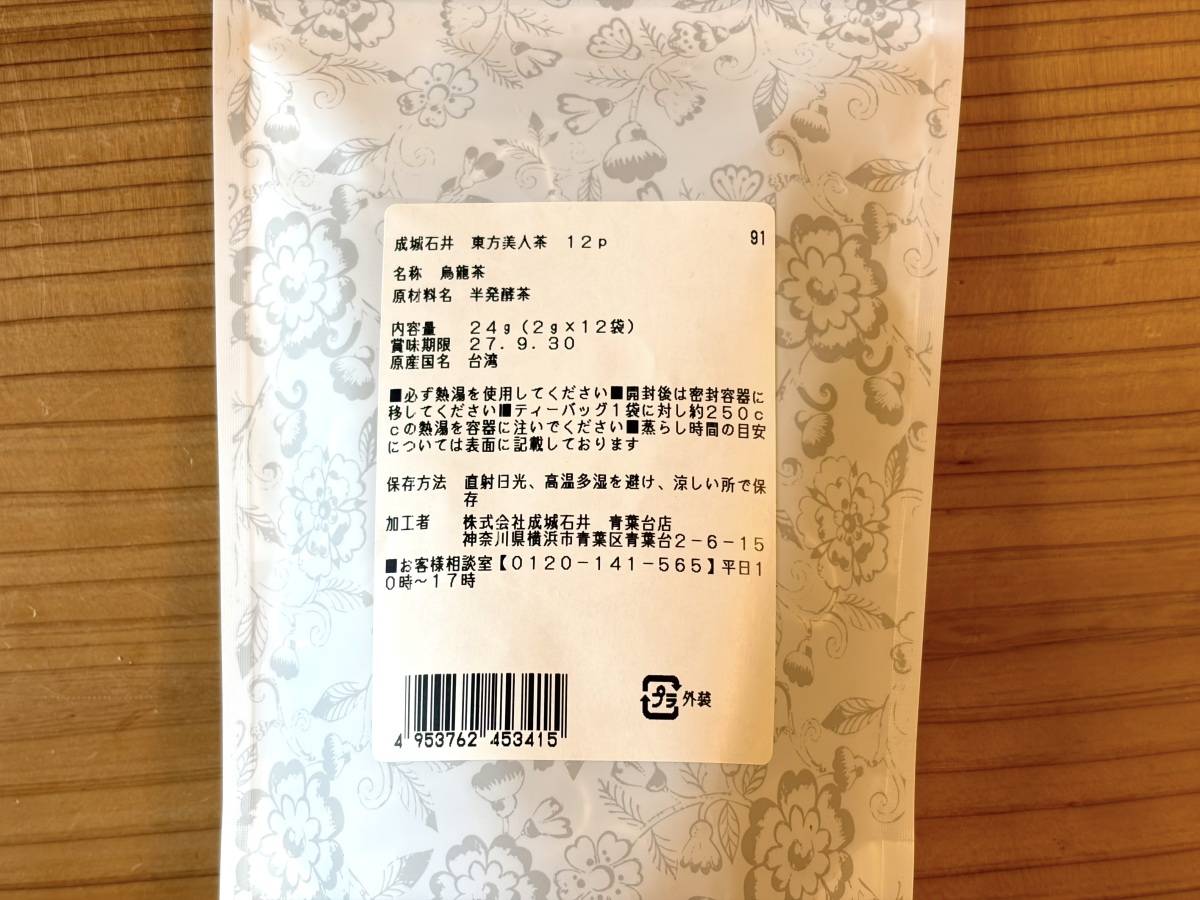 成城石井　東方美人茶　１２ｐ　91
名称　烏龍茶
原材料名　半発酵茶
内容量　２４ｇ（２ｇ×１２袋）
賞味期限　２７．９．３０
原産国名　台湾
■必ず熱湯を使用してください■開封後は密封容器に
移してください■ティーバッグ１袋に対し約２５０ｃ
ｃの熱湯を容器に注いでください■蒸らし時間の目安
については表面に記載しております
保存方法　直射日光、高温多湿を避け、涼しい所で保
存
加工者　株式会社成城石井　青葉台店
神奈川県横浜市青葉区青葉台２－６－１５
■お客様相談室【０１２０－１４１－５６５】平日１
０時～１７時
プラ 外装
4 953762 453415